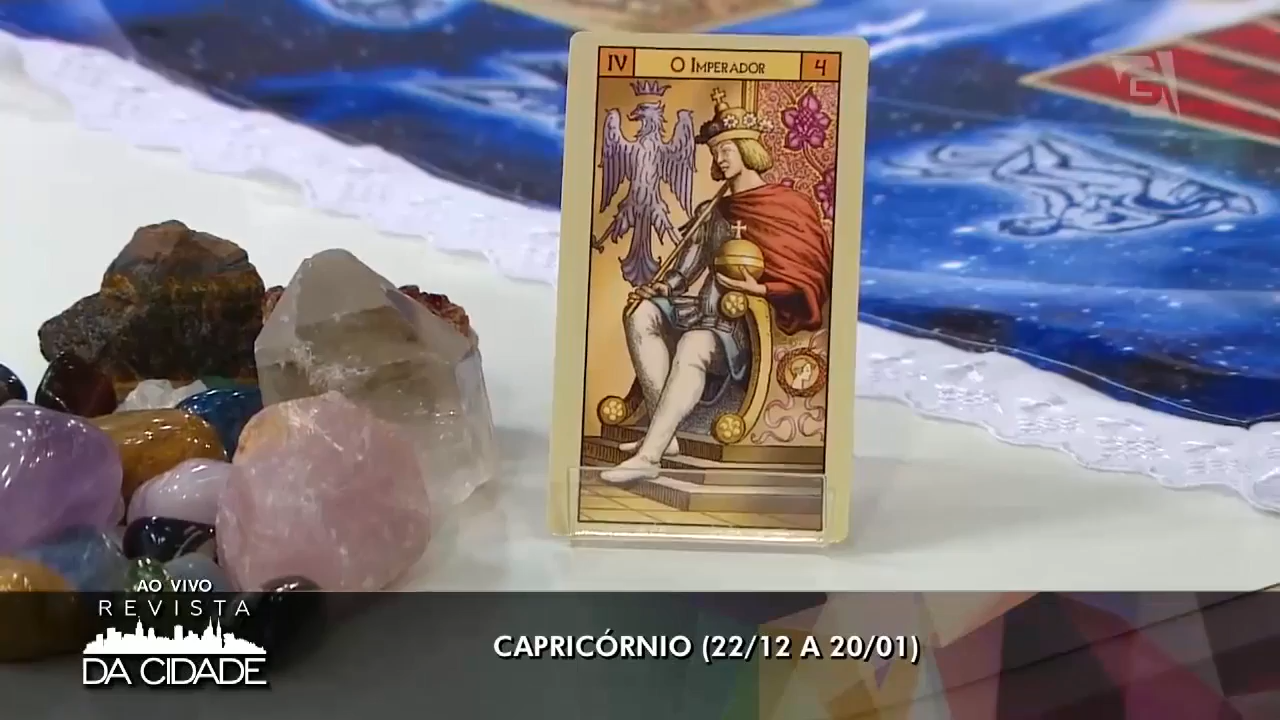 IV O IMPERADOR 4
AO VIVO
REVISTA
DA CIDADE
CAPRICÓRNIO (22/12 A 20/01)